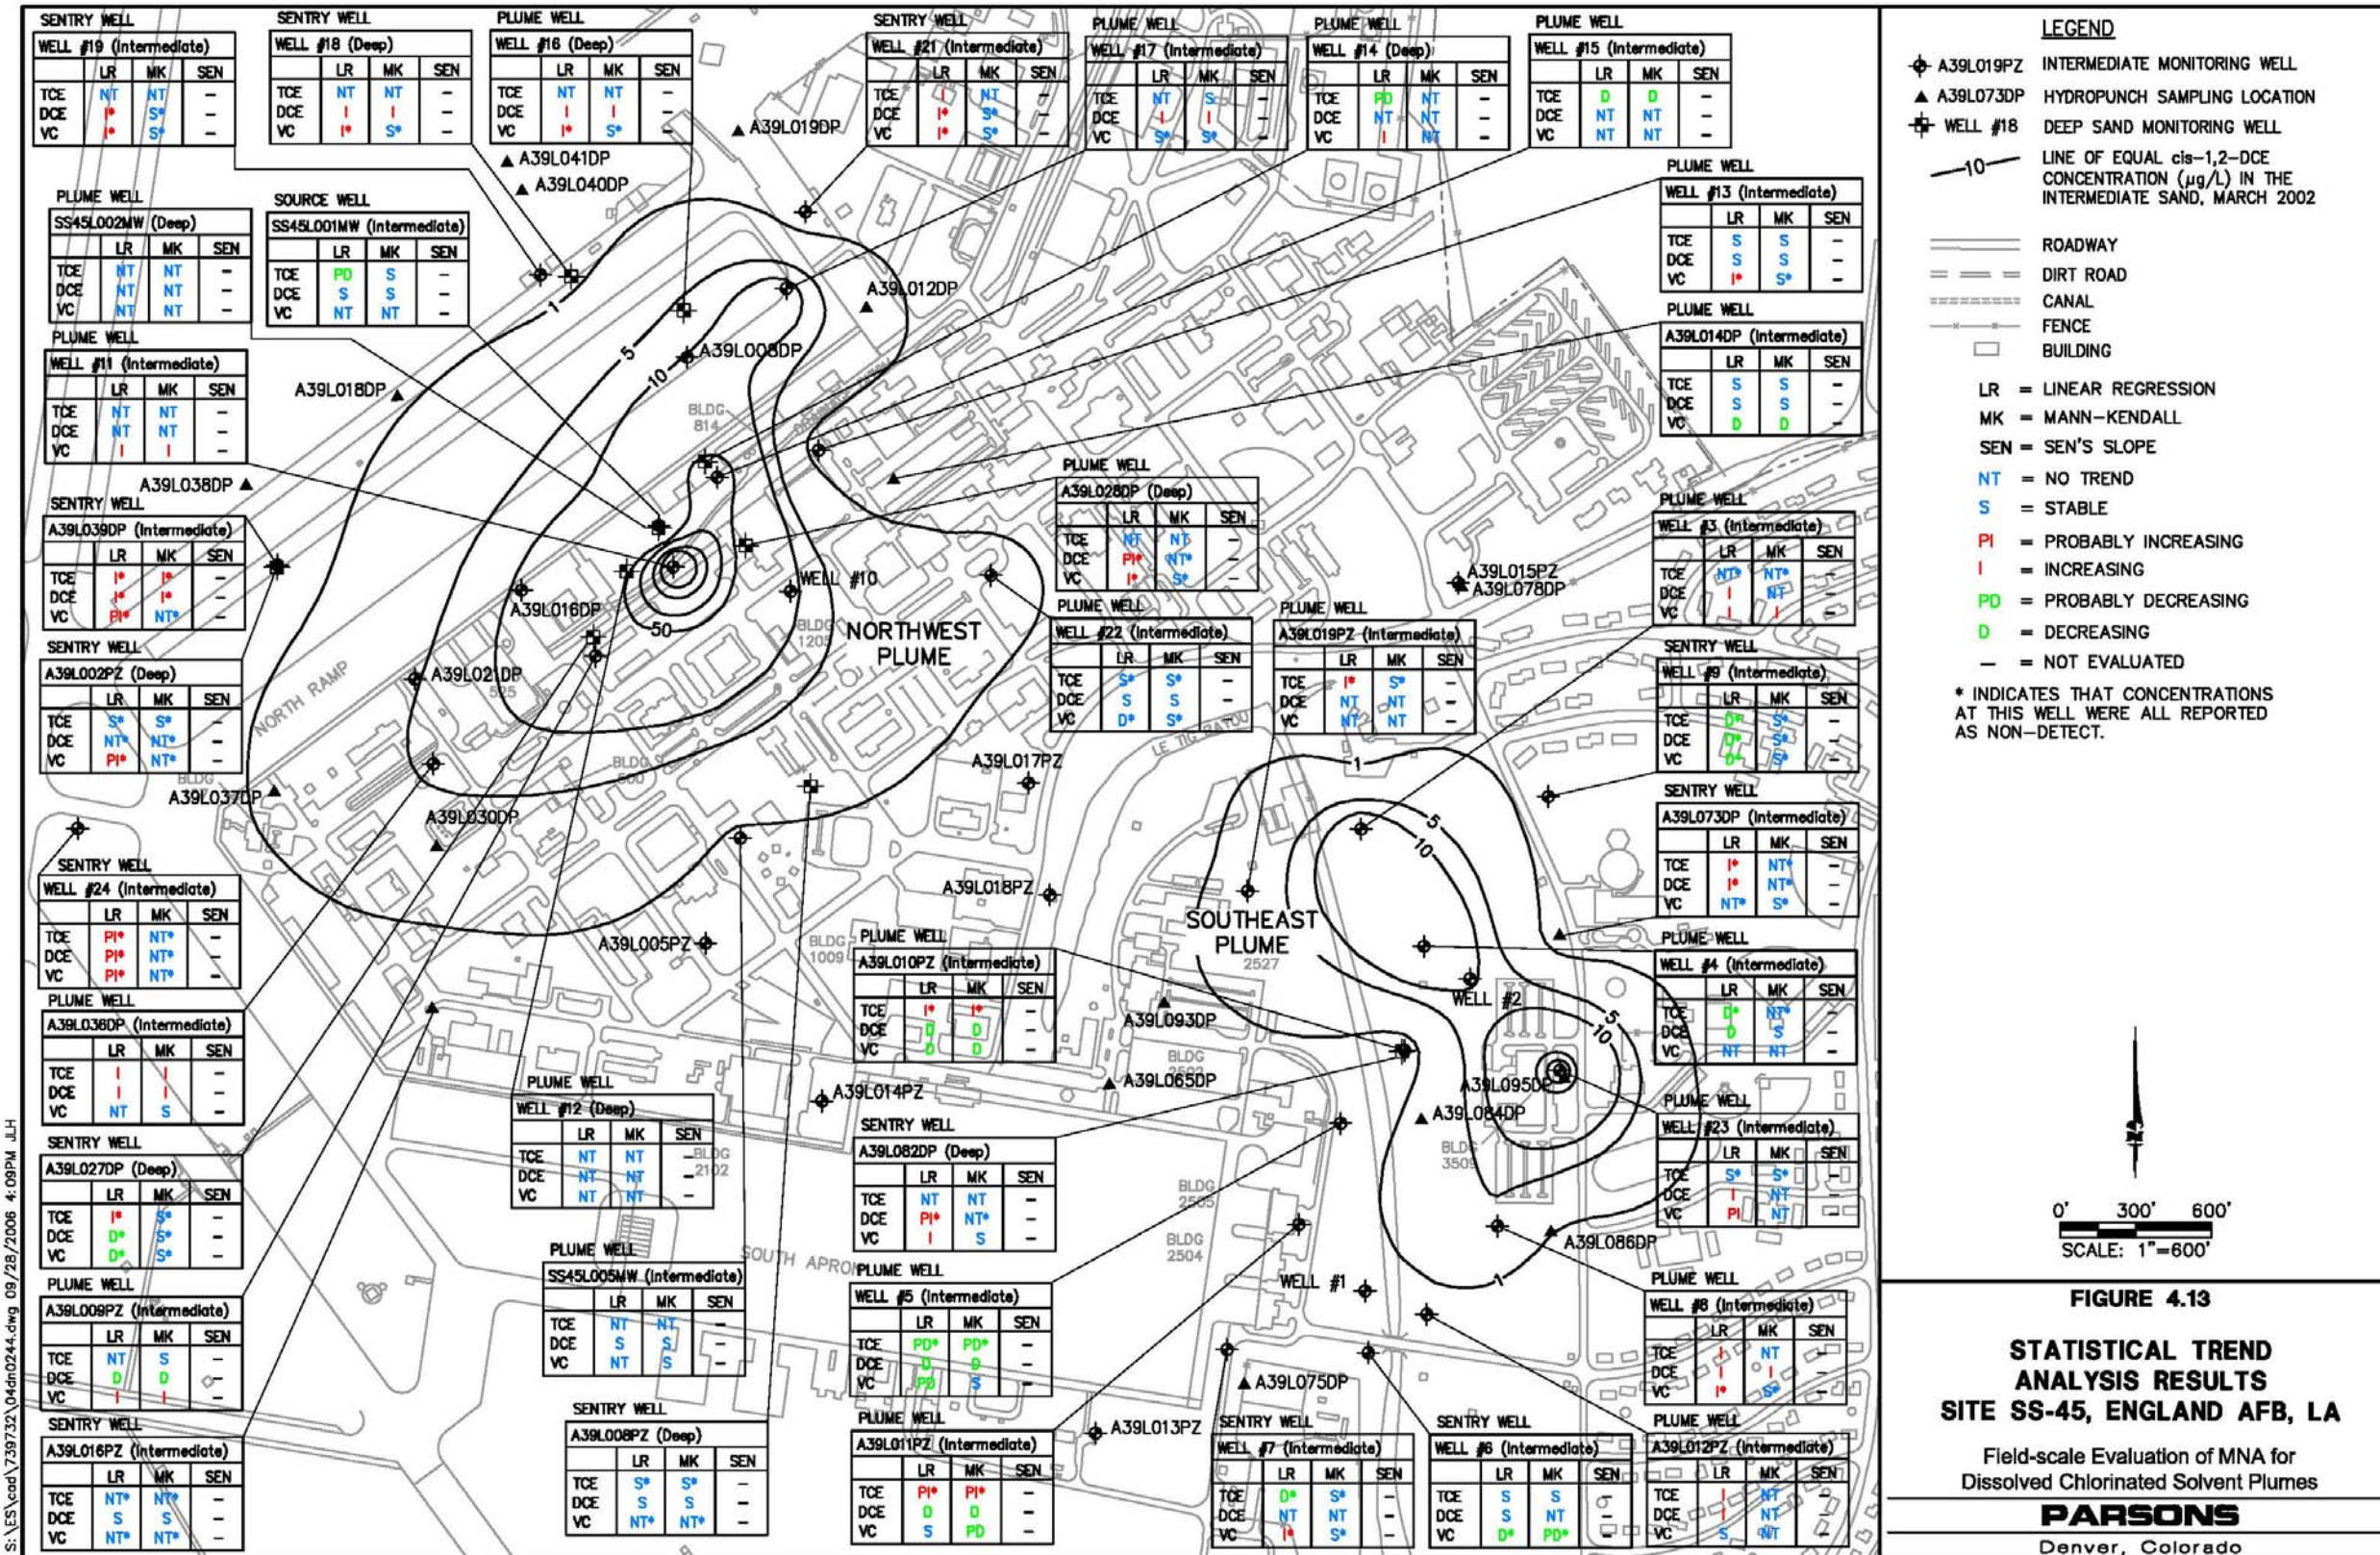 SENTRY WELL
WELL #19 (Intermediate)
LR MK SEN
TCE NT NT –
DCE I* S* –
VC I* S* –
SENTRY WELL
WELL #18 (Deep)
LR MK SEN
TCE NT NT –
DCE I I –
VC I* S* –
PLUME WELL
WELL #16 (Deep)
LR MK SEN
TCE NT NT –
DCE I I –
VC I* S* –
SENTRY WELL
WELL #21 (Intermediate)
LR MK SEN
TCE I NT –
DCE I* S* –
VC I* S* –
PLUME WELL
WELL #17 (Intermediate)
LR MK SEN
TCE NT S –
DCE I I –
VC S* S* –
PLUME WELL
WELL #14 (Deep)
LR MK SEN
TCE PD NT –
DCE NT NT –
VC I NT –
PLUME WELL
WELL #15 (Intermediate)
LR MK SEN
TCE D D –
DCE NT NT –
VC NT NT –
PLUME WELL
WELL #13 (Intermediate)
LR MK SEN
TCE S S –
DCE S S –
VC I* S* –
PLUME WELL
A39L014DP (Intermediate)
LR MK SEN
TCE S S –
DCE S S –
VC D D –
PLUME WELL
SS45L002MW (Deep)
LR MK SEN
TCE NT NT –
DCE NT NT –
VC NT NT –
SOURCE WELL
SS45L001MW (Intermediate)
LR MK SEN
TCE PD S –
DCE S S –
VC NT NT –
PLUME WELL
WELL #11 (Intermediate)
LR MK SEN
TCE NT NT –
DCE NT NT –
VC I I –
SENTRY WELL
A39L039DP (Intermediate)
LR MK SEN
TCE I* I* –
DCE I* I* –
VC PI* NT* –
SENTRY WELL
A39L002PZ (Deep)
LR MK SEN
TCE S* S* –
DCE NT* NT* –
VC PI* NT* –
SENTRY WELL
WELL #24 (Intermediate)
LR MK SEN
TCE PI* NT* –
DCE PI* NT* –
VC PI* NT* –
PLUME WELL
A39L036DP (Intermediate)
LR MK SEN
TCE I I –
DCE I I –
VC NT S –
SENTRY WELL
A39L027DP (Deep)
LR MK SEN
TCE I* S* –
DCE D* S* –
VC D* S* –
PLUME WELL
A39L009PZ (Intermediate)
LR MK SEN
TCE NT S –
DCE D D –
VC I I –
SENTRY WELL
A39L016PZ (Intermediate)
LR MK SEN
TCE NT* NT* –
DCE S S –
VC NT* NT* –
PLUME WELL
WELL #12 (Deep)
LR MK SEN
TCE NT NT –
DCE NT NT –
VC NT NT –
PLUME WELL
SS45L005MW (Intermediate)
LR MK SEN
TCE NT NT –
DCE S S –
VC NT S –
SENTRY WELL
A39L008PZ (Deep)
LR MK SEN
TCE S* S* –
DCE S S –
VC NT* NT* –
PLUME WELL
A39L010PZ (Intermediate)
LR MK SEN
TCE I* I* –
DCE D D –
VC D D –
SENTRY WELL
A39L082DP (Deep)
LR MK SEN
TCE NT NT –
DCE PI* NT* –
VC I S –
PLUME WELL
WELL #5 (Intermediate)
LR MK SEN
TCE PD* PD* –
DCE D D –
VC PD S –
PLUME WELL
A39L011PZ (Intermediate)
LR MK SEN
TCE PI* PI* –
DCE D D –
VC S PD –
PLUME WELL
A39L028DP (Deep)
LR MK SEN
TCE NT NT –
DCE PI* NT* –
VC I* S* –
PLUME WELL
WELL #22 (Intermediate)
LR MK SEN
TCE S* S* –
DCE S S –
VC D* S* –
PLUME WELL
A39L019PZ (Intermediate)
LR MK SEN
TCE I* S* –
DCE NT NT –
VC NT NT –
PLUME WELL
WELL #3 (Intermediate)
LR MK SEN
TCE NT* NT* –
DCE I NT –
VC I I –
SENTRY WELL
WELL #9 (Intermediate)
LR MK SEN
TCE D* S* –
DCE D* S* –
VC D* S* –
SENTRY WELL
A39L073DP (Intermediate)
LR MK SEN
TCE I* NT* –
DCE I* NT* –
VC NT* S* –
PLUME WELL
WELL #4 (Intermediate)
LR MK SEN
TCE D* NT* –
DCE D S –
VC NT NT –
PLUME WELL
WELL #23 (Intermediate)
LR MK SEN
TCE S* S* –
DCE I NT –
VC PI NT –
PLUME WELL
WELL #8 (Intermediate)
LR MK SEN
TCE I NT –
DCE I I –
VC I* S* –
SENTRY WELL
WELL #7 (Intermediate)
LR MK SEN
TCE D* S* –
DCE NT NT –
VC I* S* –
SENTRY WELL
WELL #6 (Intermediate)
LR MK SEN
TCE S S –
DCE S NT –
VC D* PD* –
PLUME WELL
A39L012PZ (Intermediate)
LR MK SEN
TCE I NT –
DCE I NT –
VC S NT –
A39L019DP
A39L041DP
A39L040DP
A39L012DP
A39L008DP
A39L018DP
A39L038DP
BLDG 814
WELL #10
A39L016DP
BLDG 1205
NORTHWEST PLUME
A39L021DP
525
NORTH RAMP
BLDG 500
BLDG
A39L037DP
A39L030DP
A39L015PZ
A39L078DP
LE TIG BAYOU
A39L017PZ
A39L018PZ
A39L005PZ
BLDG 1009
SOUTHEAST PLUME
2527
WELL #2
A39L093DP
BLDG
A39L065DP
A39L014PZ
A39L095DP
A39L084DP
BLDG 3509
BLDG 2102
BLDG 2505
BLDG 2504
SOUTH APRON
WELL #1
A39L086DP
A39L075DP
A39L013PZ
1
5
10
50
1
5
10
5
10
1
LEGEND
A39L019PZ INTERMEDIATE MONITORING WELL
A39L073DP HYDROPUNCH SAMPLING LOCATION
WELL #18 DEEP SAND MONITORING WELL
10 LINE OF EQUAL cis-1,2-DCE
CONCENTRATION (µg/L) IN THE
INTERMEDIATE SAND, MARCH 2002
ROADWAY
DIRT ROAD
CANAL
FENCE
BUILDING
LR = LINEAR REGRESSION
MK = MANN-KENDALL
SEN = SEN'S SLOPE
NT = NO TREND
S = STABLE
PI = PROBABLY INCREASING
I = INCREASING
PD = PROBABLY DECREASING
D = DECREASING
– = NOT EVALUATED
* INDICATES THAT CONCENTRATIONS
AT THIS WELL WERE ALL REPORTED
AS NON-DETECT.
0' 300' 600'
SCALE: 1"=600'
FIGURE 4.13
STATISTICAL TREND
ANALYSIS RESULTS
SITE SS-45, ENGLAND AFB, LA
Field-scale Evaluation of MNA for
Dissolved Chlorinated Solvent Plumes
PARSONS
Denver, Colorado
S:\ES\cad\739732\04dn0244.dwg 09/28/2006 4:09PM JLH